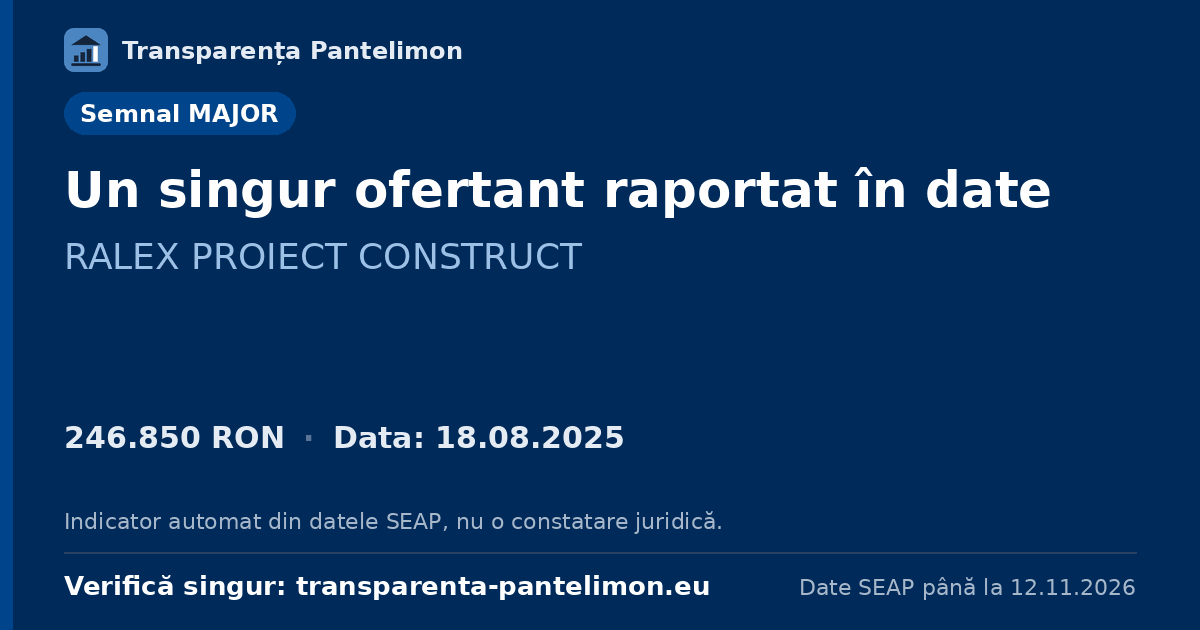 Transparența Pantelimon
Semnal MAJOR
Un singur ofertant raportat în date
RALEX PROIECT CONSTRUCT
246.850 RON · Data: 18.08.2025
Indicator automat din datele SEAP, nu o constatare juridică.
Verifică singur: transparenta-pantelimon.eu
Date SEAP până la 12.11.2026